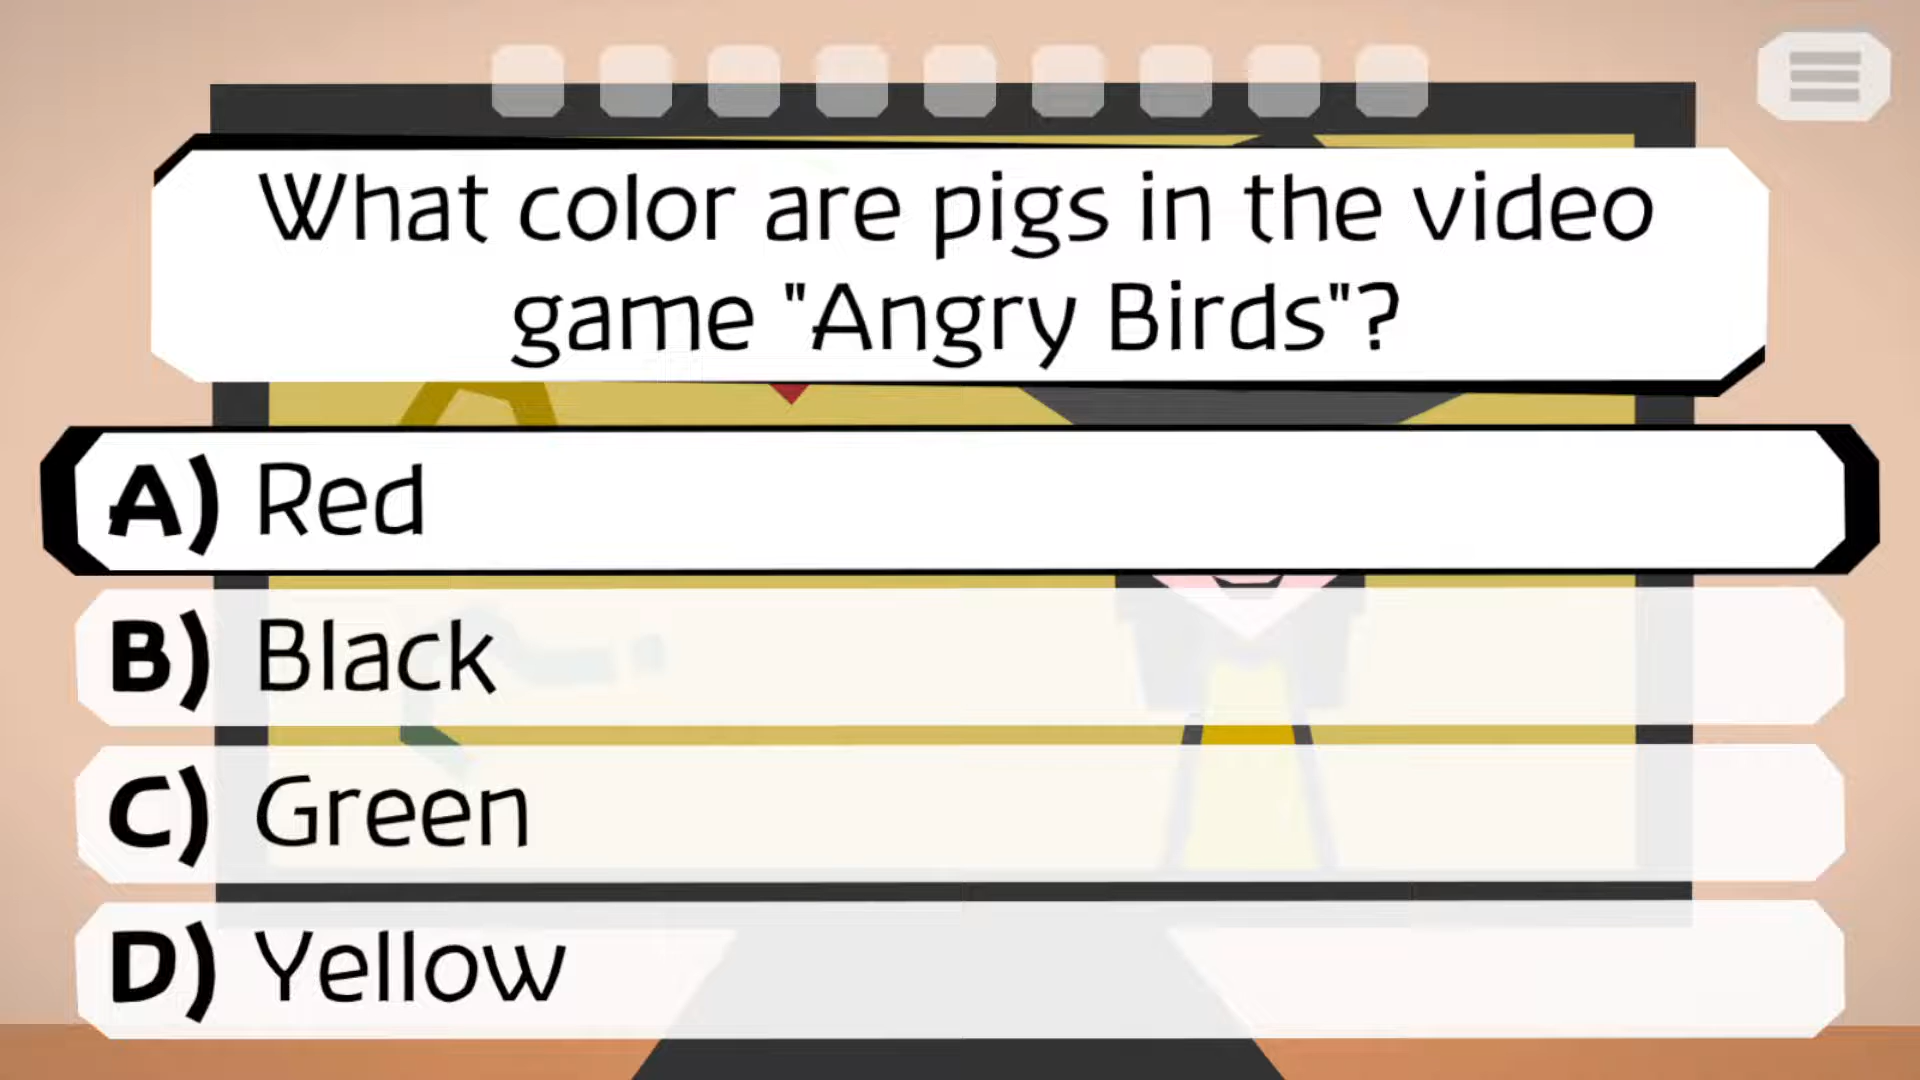 What color are pigs in the video
game "Angry Birds"?
A) Red
B) Black
C) Green
D) Yellow